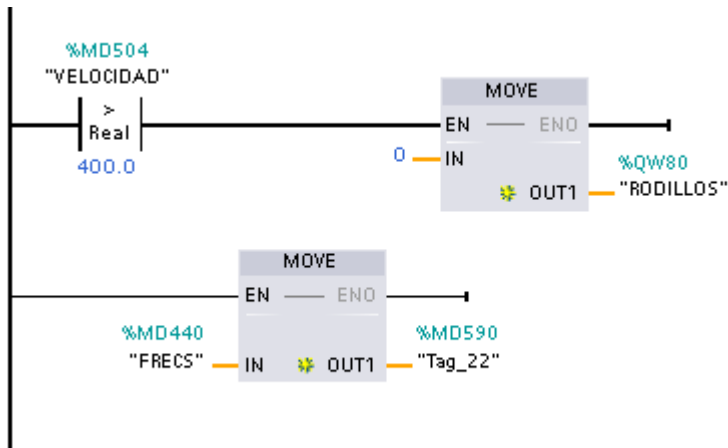 %MD504
"VELOCIDAD"
>
Real
400.0
MOVE
EN ENO
0 IN
%QW80
OUT1 "RODILLOS"
MOVE
EN ENO
%MD440 %MD590
"FRECS" IN OUT1 "Tag_22"